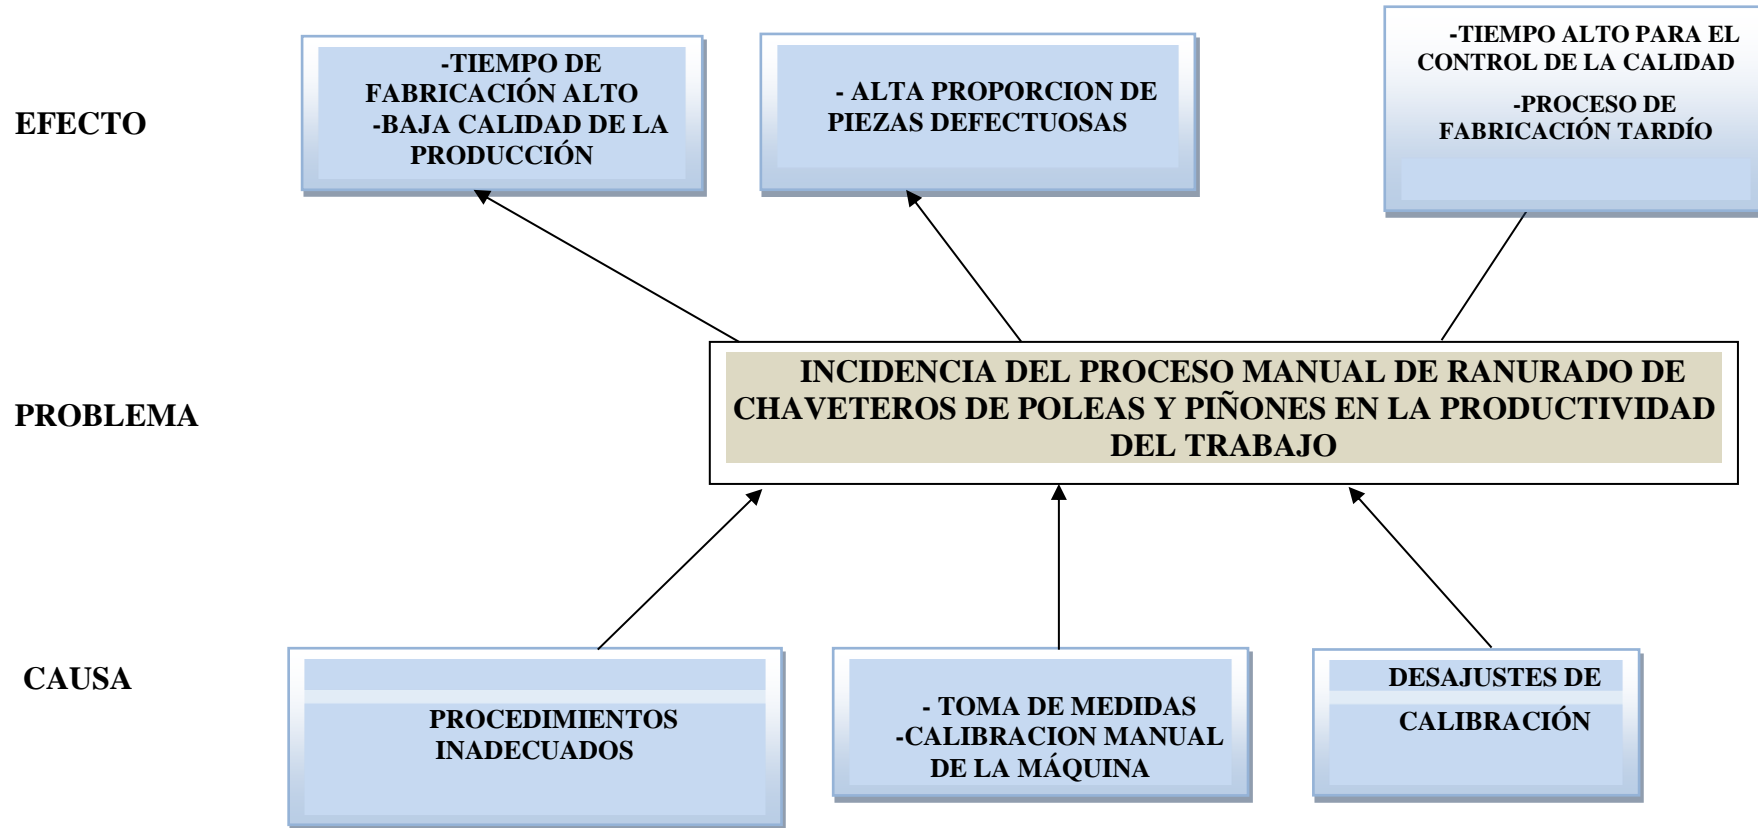 EFECTO
-TIEMPO DE
FABRICACIÓN ALTO
-BAJA CALIDAD DE LA
PRODUCCIÓN
- ALTA PROPORCION DE
PIEZAS DEFECTUOSAS
-TIEMPO ALTO PARA EL
CONTROL DE LA CALIDAD
-PROCESO DE
FABRICACIÓN TARDÍO
PROBLEMA
INCIDENCIA DEL PROCESO MANUAL DE RANURADO DE
CHAVETEROS DE POLEAS Y PIÑONES EN LA PRODUCTIVIDAD
DEL TRABAJO
CAUSA
PROCEDIMIENTOS
INADECUADOS
- TOMA DE MEDIDAS
-CALIBRACION MANUAL
DE LA MÁQUINA
DESAJUSTES DE
CALIBRACIÓN